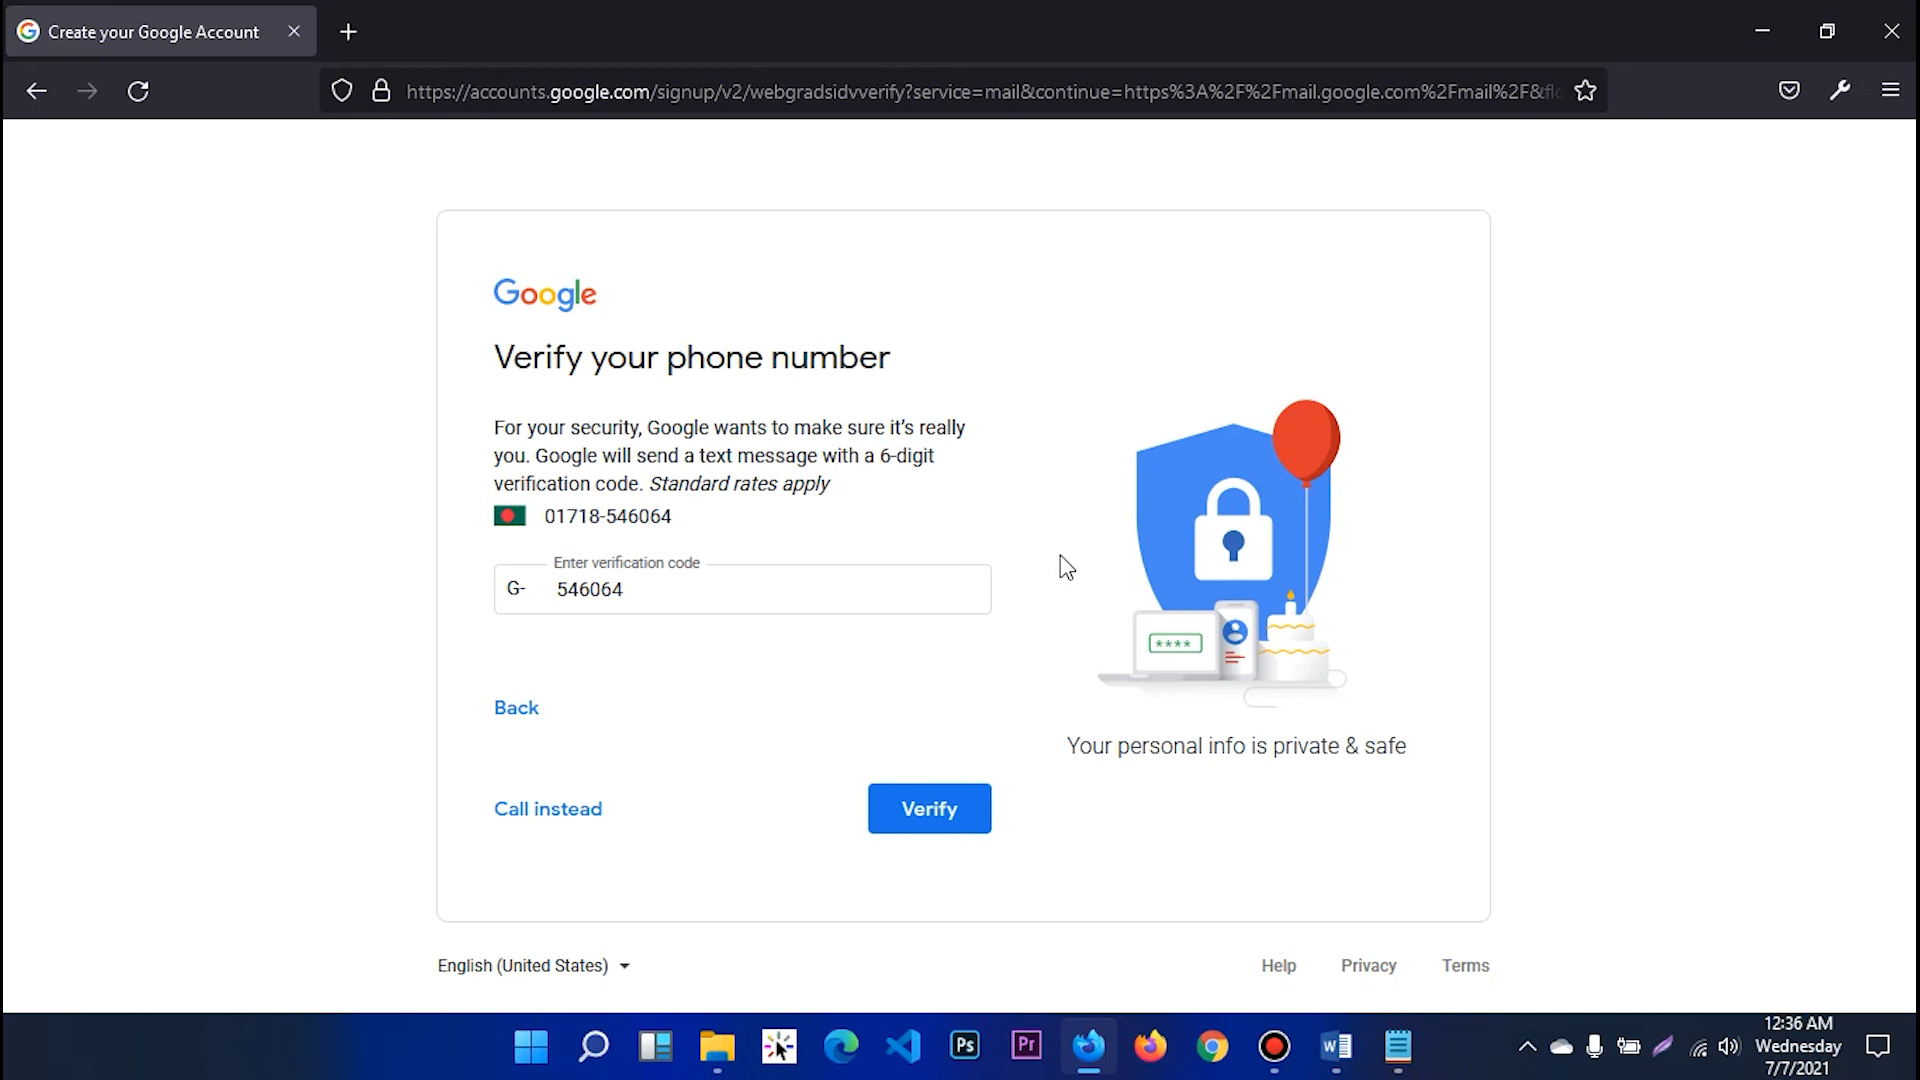 Create your Google Account
https://accounts.google.com/signup/v2/webgradsidvverify?service=mail&continue=https%3A%2F%2Fmail.google.com%2Fmail%2F&flo
Google
Verify your phone number
For your security, Google wants to make sure it's really
you. Google will send a text message with a 6-digit
verification code. Standard rates apply
01718-546064
Enter verification code
G- 546064
****
Back
Your personal info is private & safe
Call instead
Verify
English (United States)
Help
Privacy
Terms
Ps
Pr
W
12:36 AM
Wednesday
7/7/2021